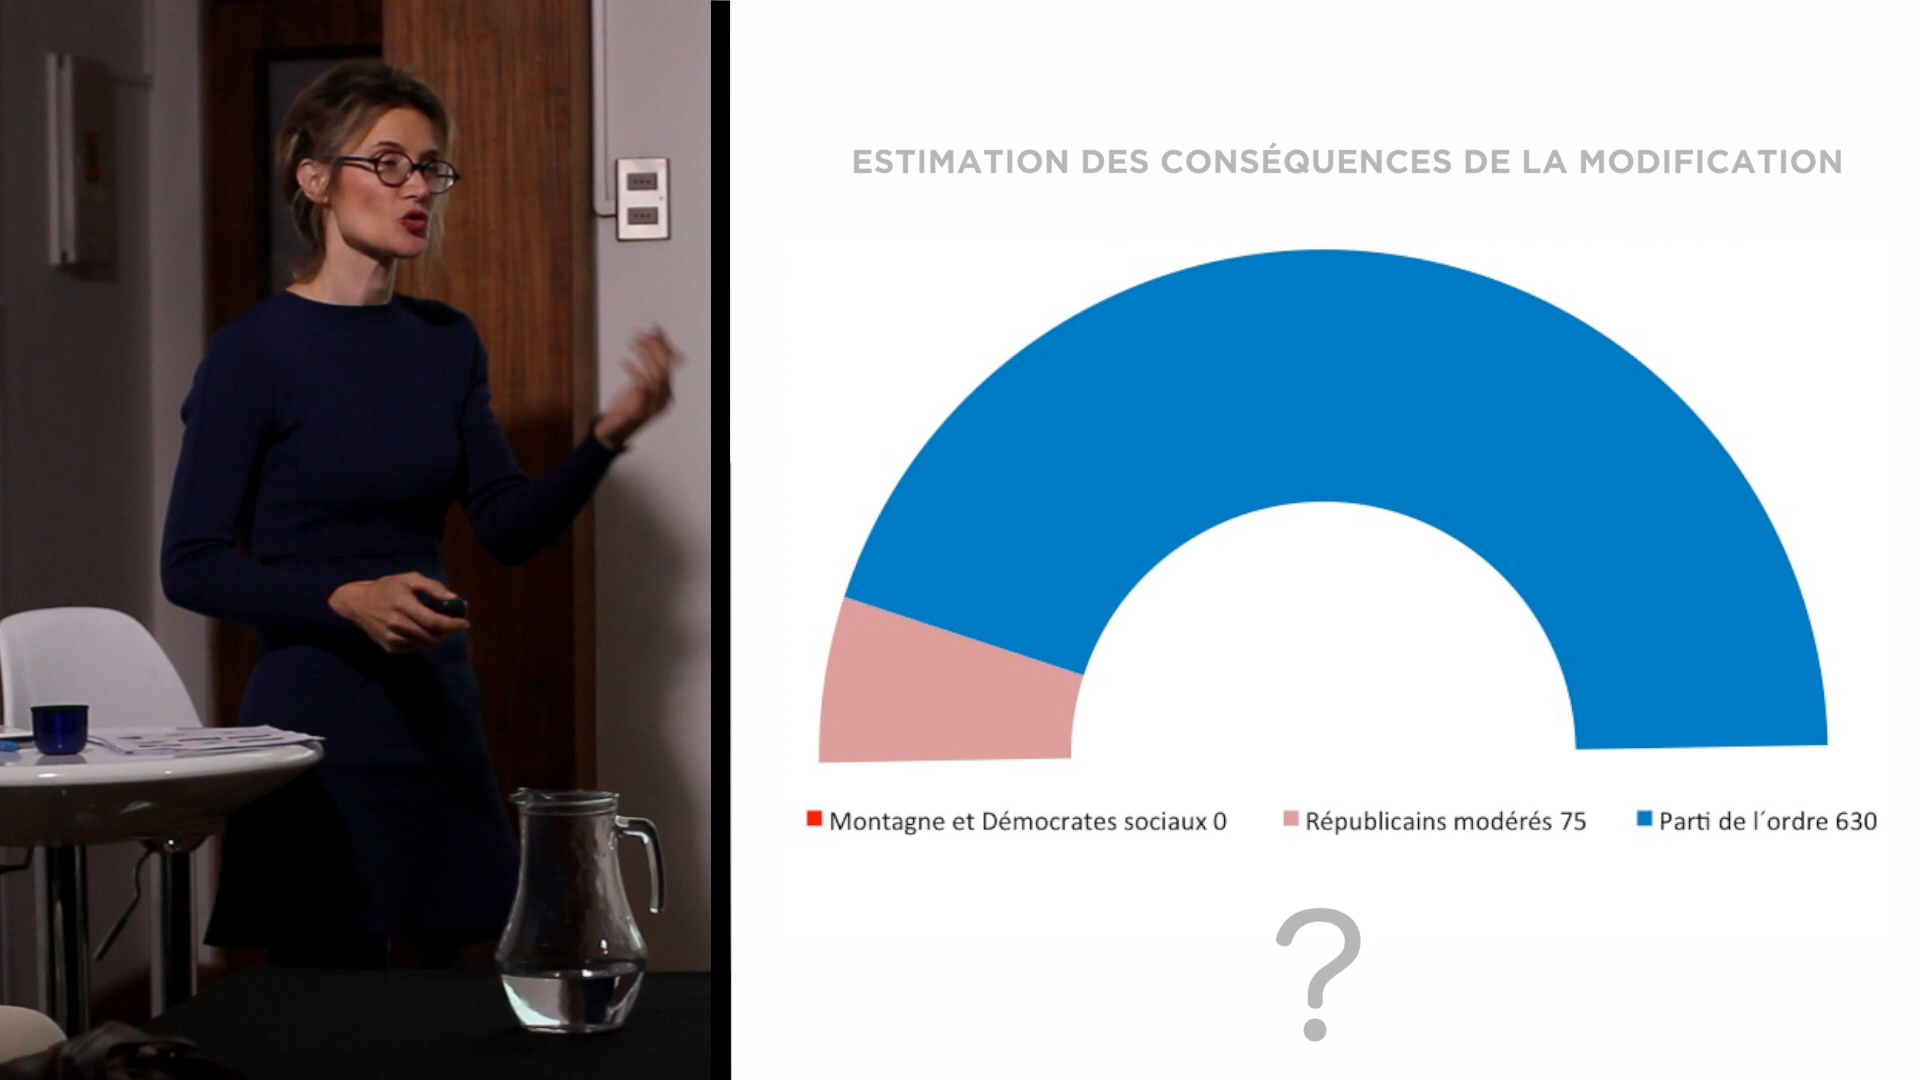 ESTIMATION DES CONSÉQUENCES DE LA MODIFICATION
Montagne et Démocrates sociaux 0 Républicains modérés 75 Parti de l´ordre 630
?